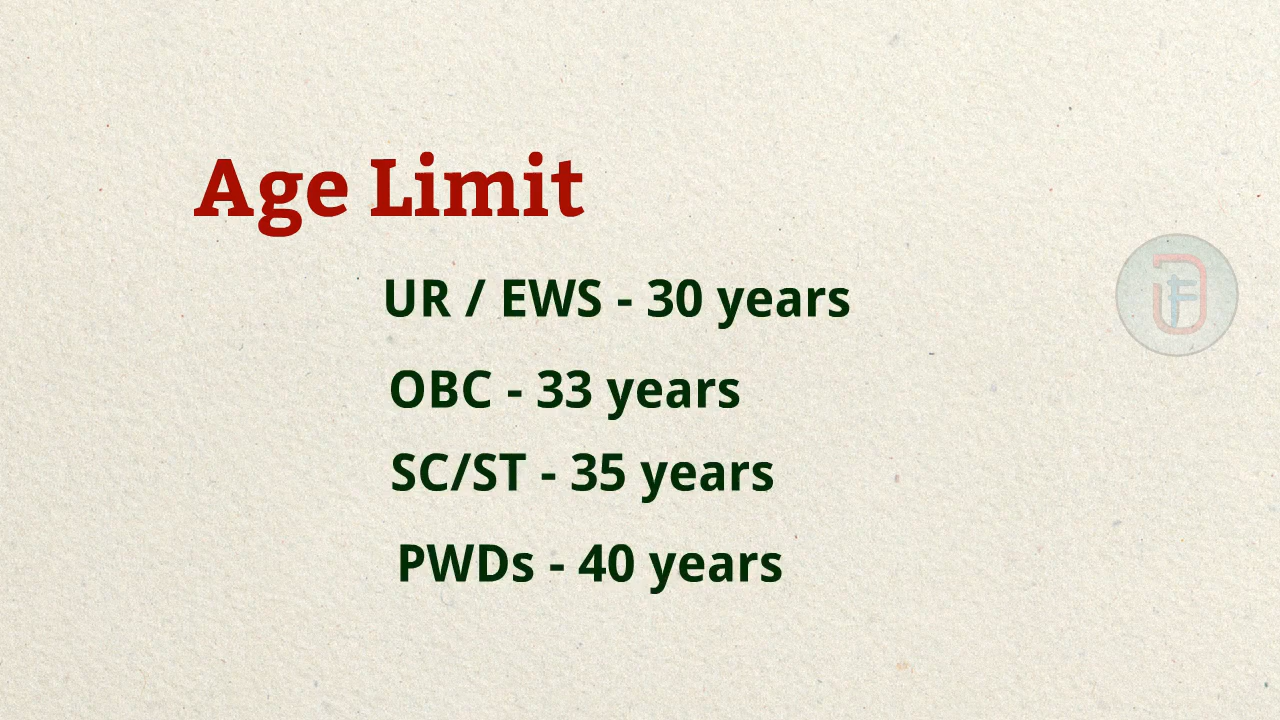 Age Limit
UR / EWS - 30 years
OBC - 33 years
SC/ST - 35 years
PWDs - 40 years